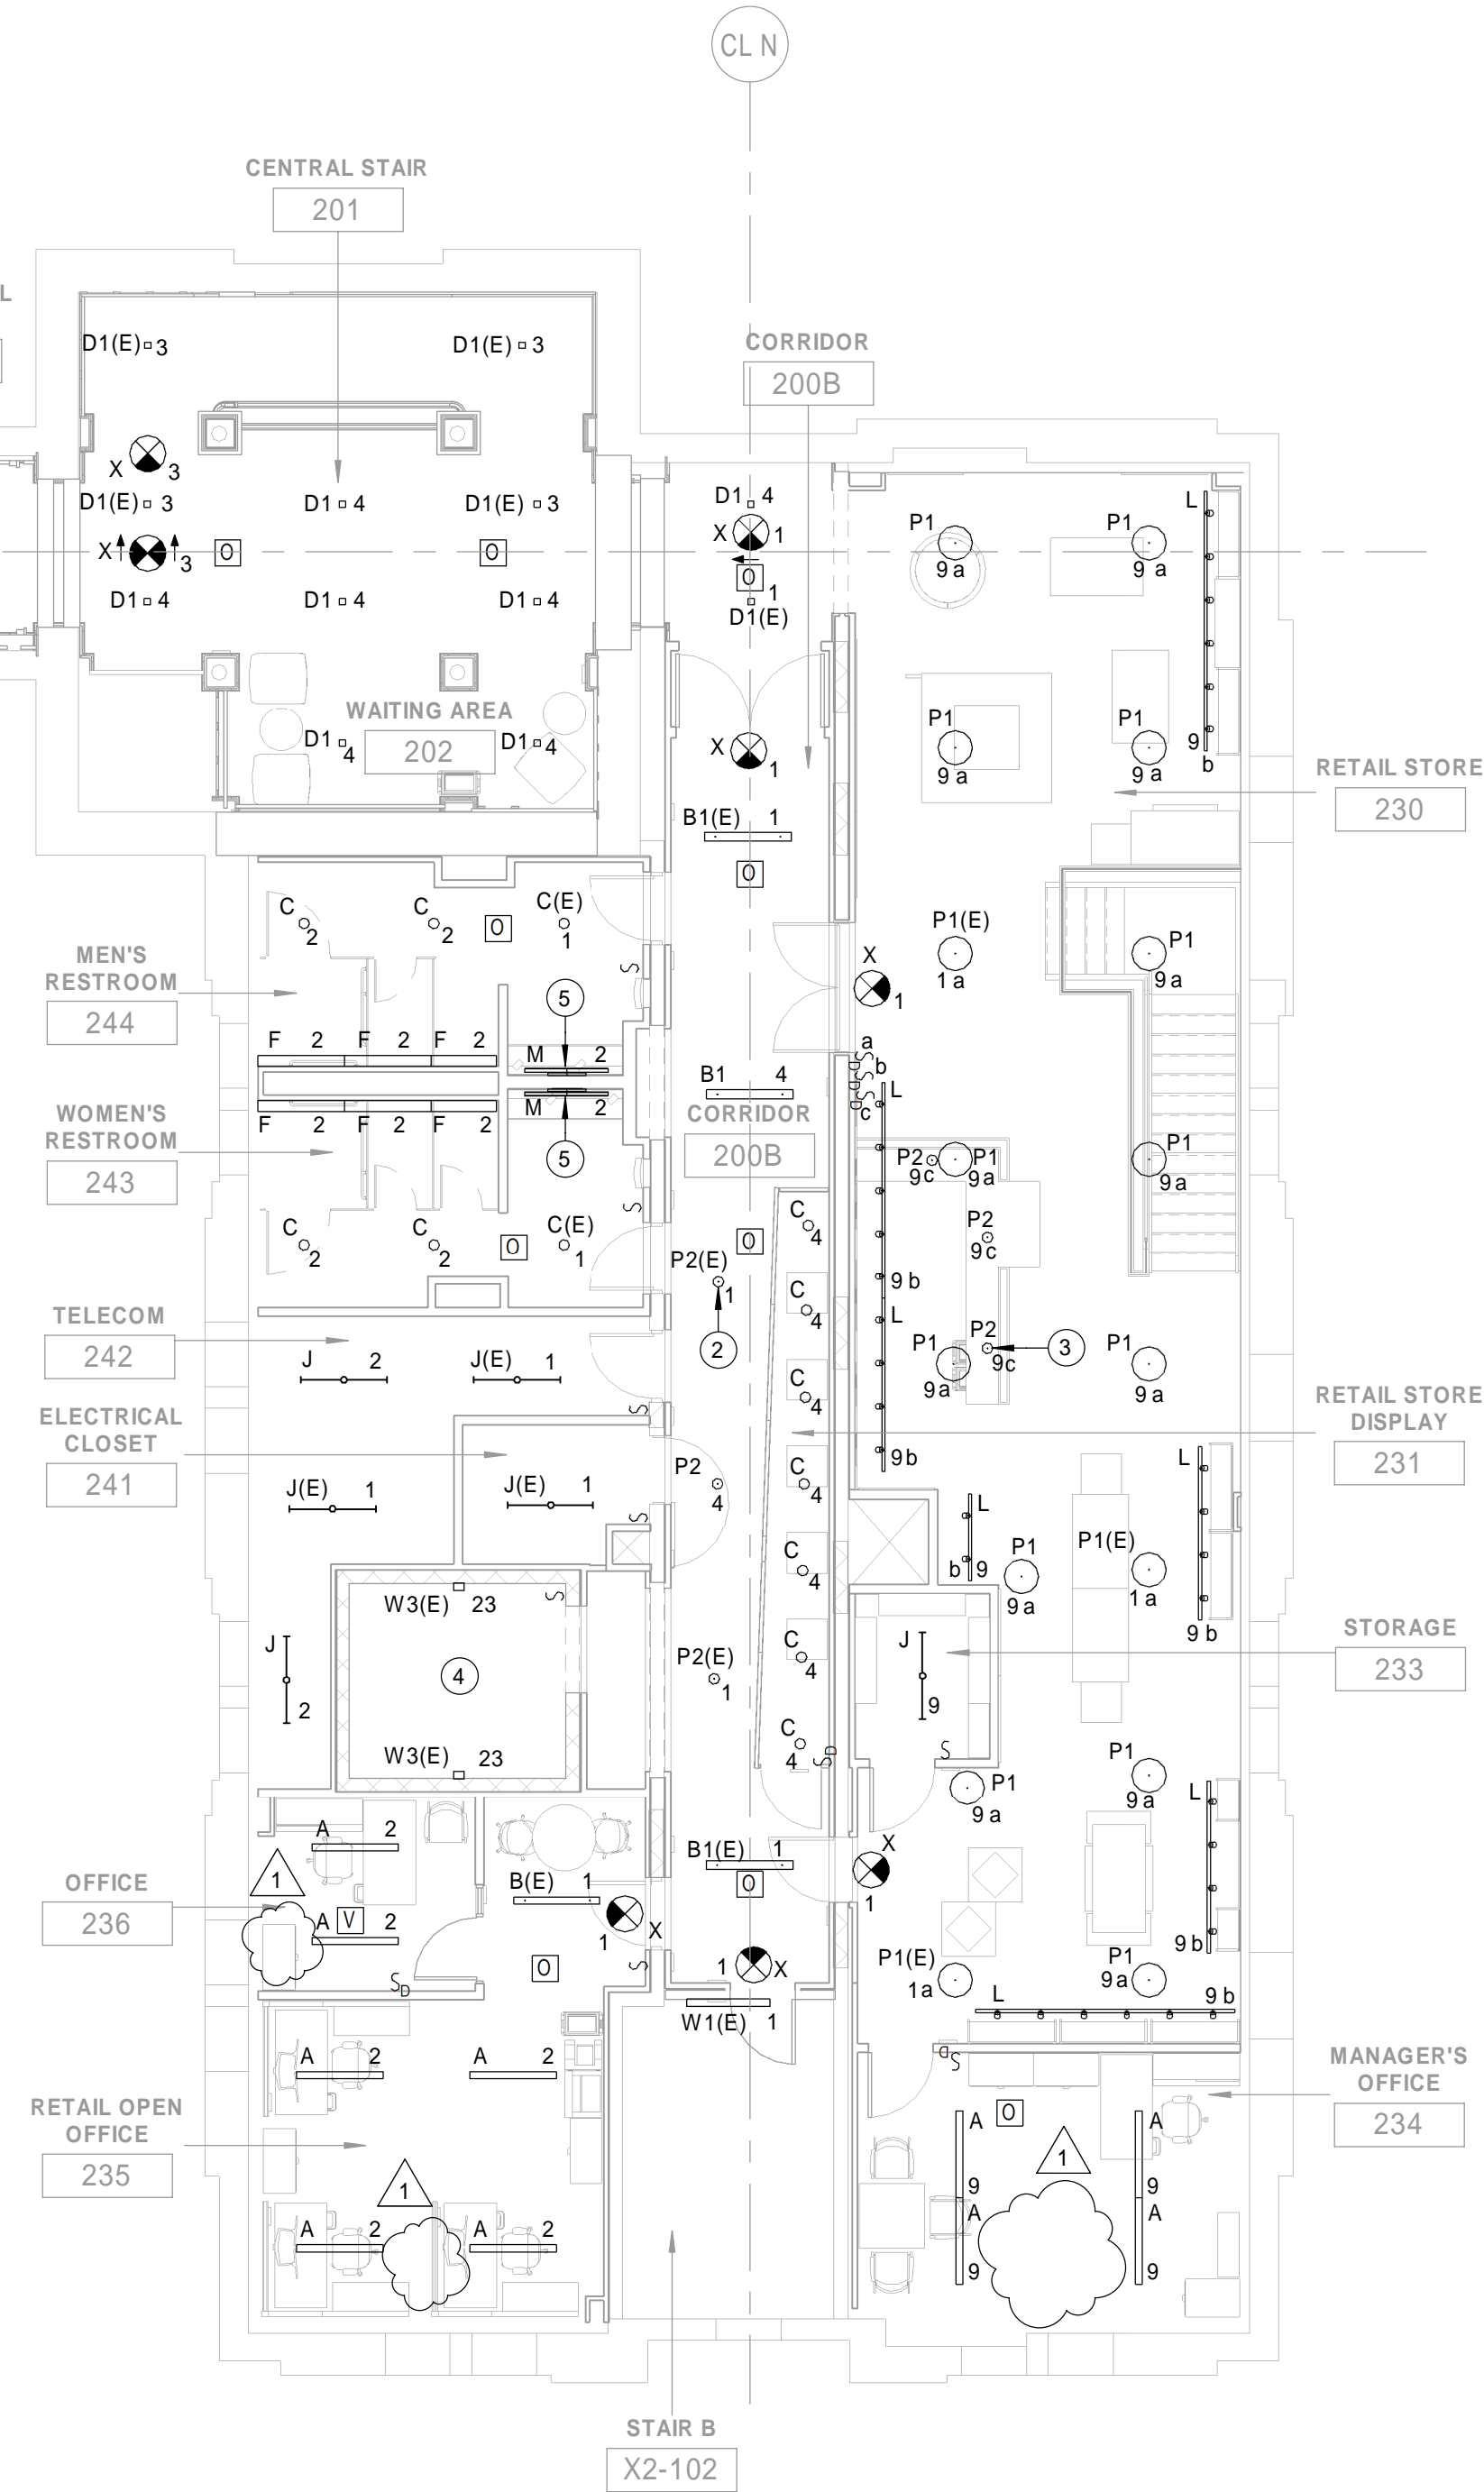 CL N
CENTRAL STAIR
201
L
D1(E) 3
D1(E) 3
CORRIDOR
200B
X 3
D1(E) 3
D1 4
D1(E) 3
D1 4
X 3
O
O
X 1
O 1
D1 4
D1 4
D1 4
D1(E)
P1
9 a
P1
9 a
L
WAITING AREA
202
D1 4
D1 4
X 1
P1
9 a
P1
9 a
9
b
RETAIL STORE
230
B1(E) 1
O
C 2
C 2
O
C(E)
1
P1(E)
1 a
P1
9 a
MEN'S
RESTROOM
244
S
5
X 1
F 2 F 2 F 2
M 2
a
S
b
D S
D S
D c
L
B1 4
WOMEN'S
RESTROOM
243
F 2 F 2 F 2
M 2
5
CORRIDOR
200B
P2
9c
P1
9a
P1
9a
S
C 2
C 2
O
C(E)
1
O
C 4
P2
9c
P2(E)
1
9 b
L
C 4
TELECOM
242
2
J 2
J(E) 1
P1
9 a
P2
9c
3
P1
9 a
ELECTRICAL
CLOSET
241
S
C 4
RETAIL STORE
DISPLAY
231
J(E) 1
J(E) 1
S
P2
4
C 4
9b
L
L
b 9
P1
9 a
P1(E)
1 a
W3(E) 23
S
C 4
9 b
STORAGE
233
J
2
4
P2(E)
1
C 4
J
9
W3(E) 23
C
4
SD
S
P1
9 a
P1
9 a
L
A 2
1
B1(E) 1
O
X
1
OFFICE
236
A V 2
B(E) 1
1 X
O
S
SD
1 X
P1(E)
1a
P1
9a
9 b
L 9 b
W1(E) 1
A 2
A 2
SD
MANAGER'S
OFFICE
234
RETAIL OPEN
OFFICE
235
O
A
A
1
1
9
A
9
A
A 2
A 2
9
9
STAIR B
X2-102